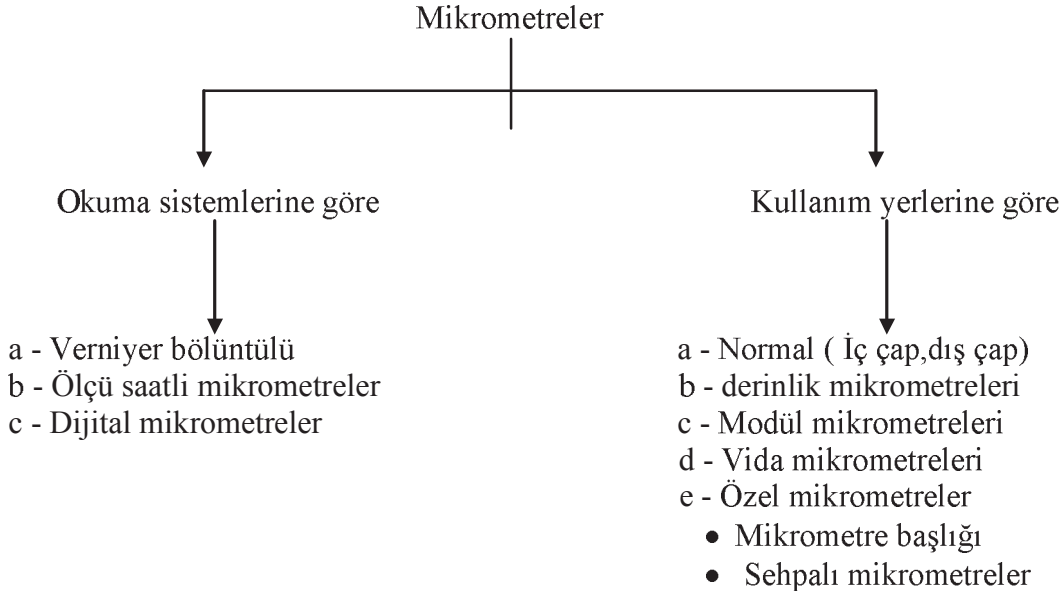 Mikrometreler
Okuma sistemlerine göre
Kullanım yerlerine göre
a - Verniyer bölüntülü
b - Ölçü saatli mikrometreler
c - Dijital mikrometreler
a - Normal ( İç çap,dış çap)
b - derinlik mikrometreleri
c - Modül mikrometreleri
d - Vida mikrometreleri
e - Özel mikrometreler
• Mikrometre başlığı
• Sehpalı mikrometreler